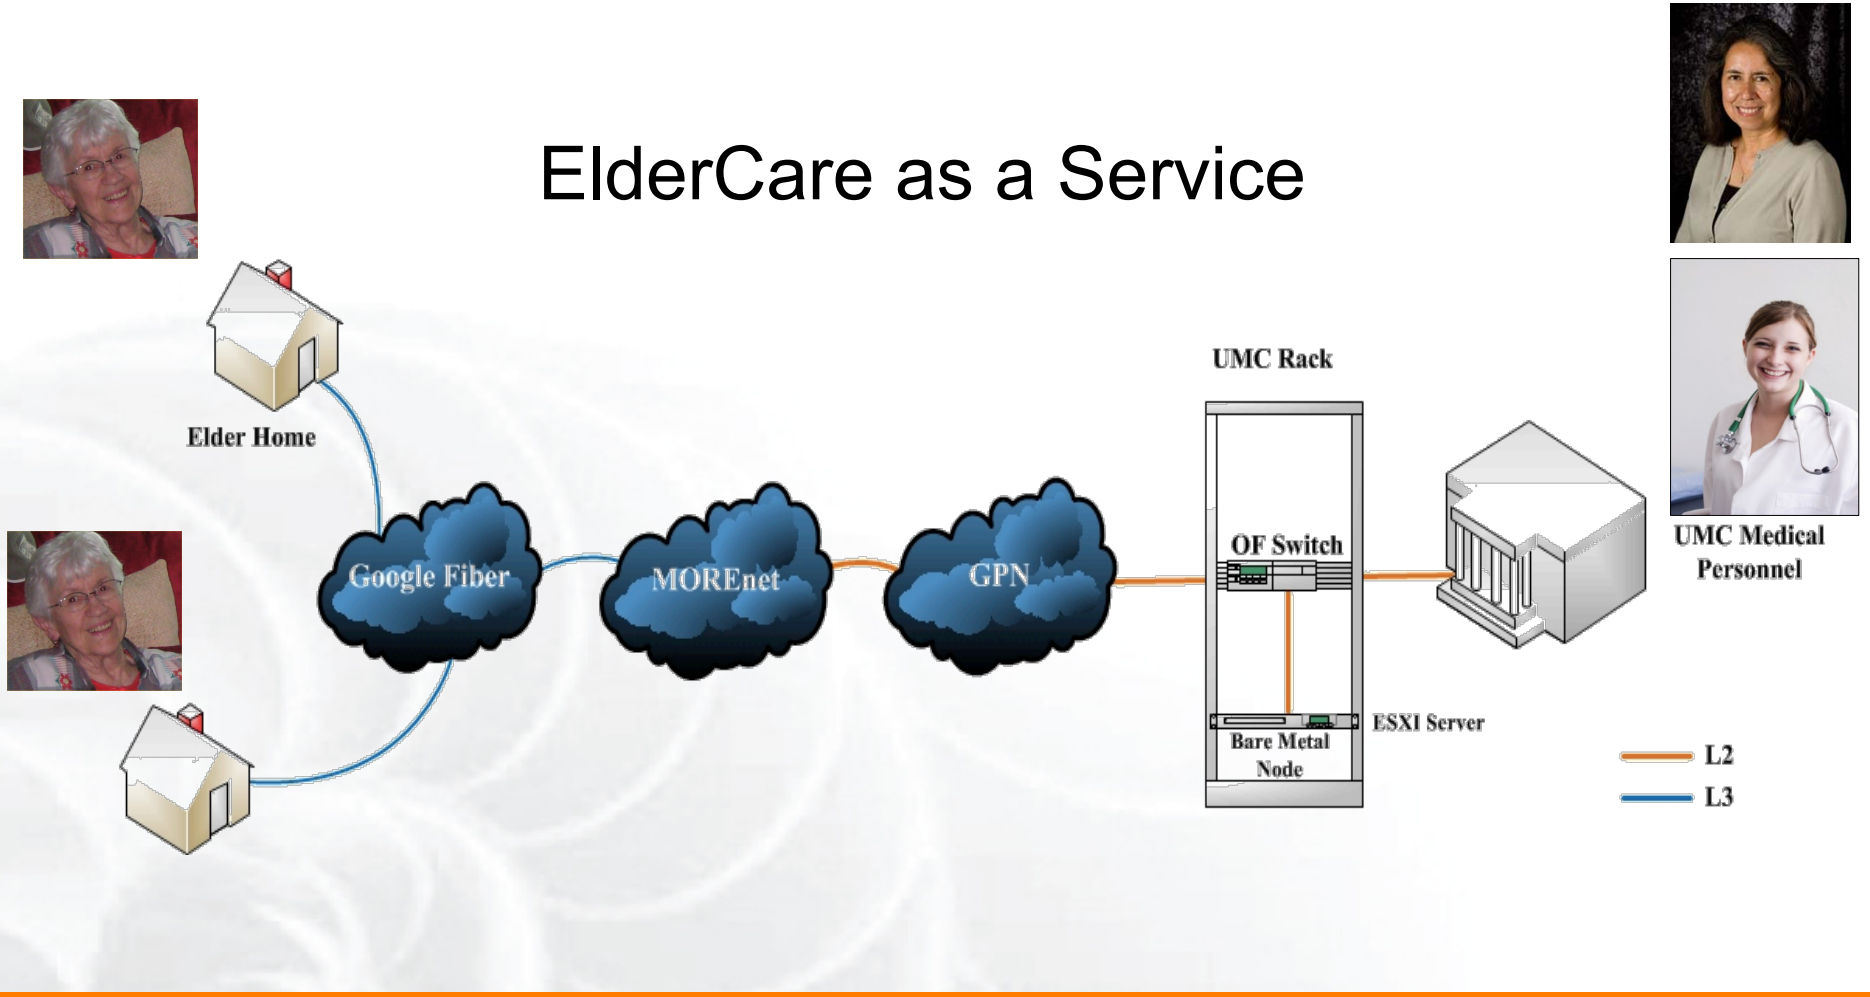 ElderCare as a Service
Elder Home
Google Fiber
MOREnet
GPN
UMC Rack
OF Switch
Bare Metal
Node
ESXI Server
UMC Medical
Personnel
L2
L3